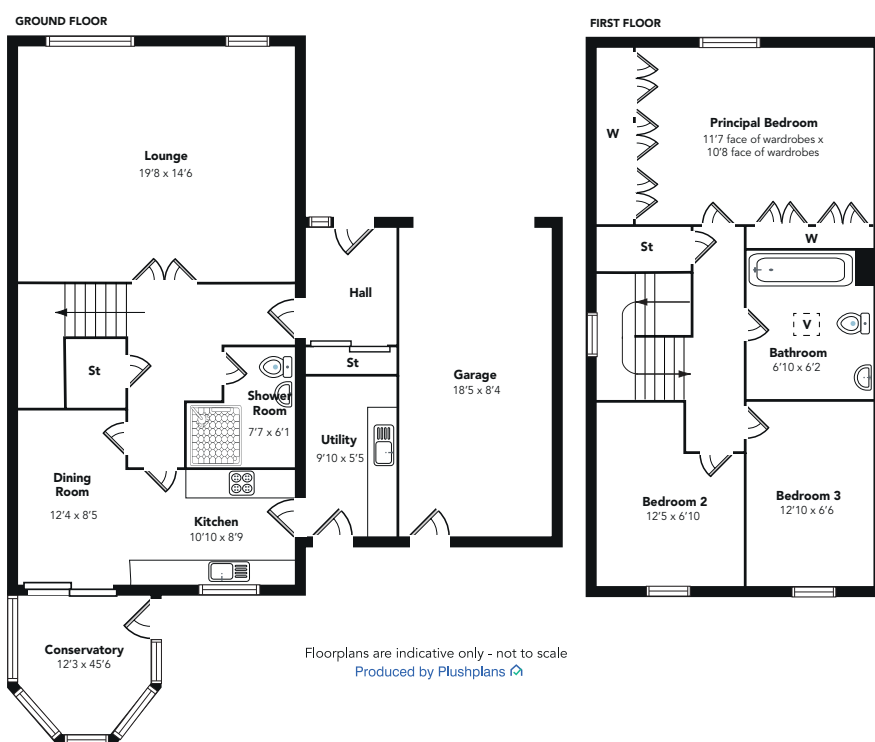 GROUND FLOOR
Lounge
19'8 x 14'6
Hall
St
St
Garage
18'5 x 8'4
Shower
Room
7'7 x 6'1
Utility
9'10 x 5'5
Dining
Room
12'4 x 8'5
Kitchen
10'10 x 8'9
Conservatory
12'3 x 45'6
FIRST FLOOR
W
Principal Bedroom
11'7 face of wardrobes x
10'8 face of wardrobes
W
St
V
Bathroom
6'10 x 6'2
Bedroom 2
12'5 x 6'10
Bedroom 3
12'10 x 6'6
Floorplans are indicative only - not to scale
Produced by Plushplans